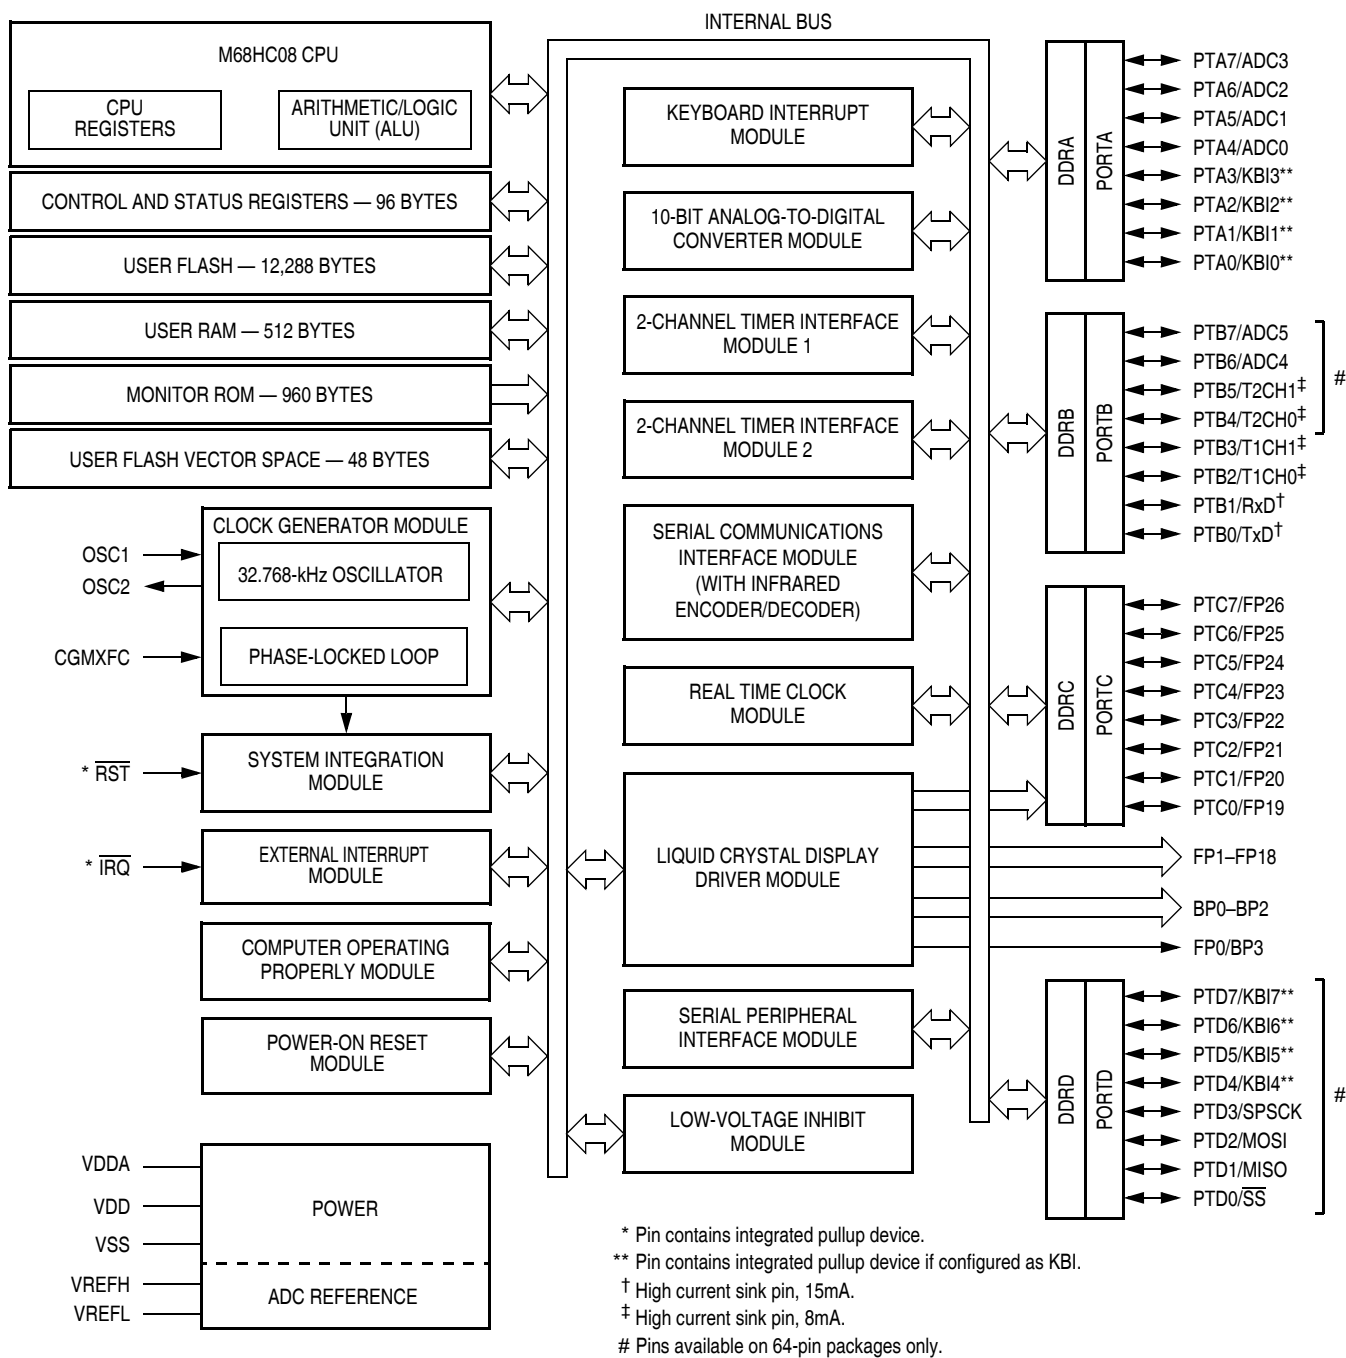 INTERNAL BUS
M68HC08 CPU
CPU
REGISTERS
ARITHMETIC/LOGIC
UNIT (ALU)
CONTROL AND STATUS REGISTERS — 96 BYTES
USER FLASH — 12,288 BYTES
USER RAM — 512 BYTES
MONITOR ROM — 960 BYTES
USER FLASH VECTOR SPACE — 48 BYTES
CLOCK GENERATOR MODULE
32.768-kHz OSCILLATOR
PHASE-LOCKED LOOP
OSC1
OSC2
CGMXFC
SYSTEM INTEGRATION
MODULE
* RST
EXTERNAL INTERRUPT
MODULE
* IRQ
COMPUTER OPERATING
PROPERLY MODULE
POWER-ON RESET
MODULE
VDDA
VDD
VSS
VREFH
VREFL
POWER
ADC REFERENCE
KEYBOARD INTERRUPT
MODULE
10-BIT ANALOG-TO-DIGITAL
CONVERTER MODULE
2-CHANNEL TIMER INTERFACE
MODULE 1
2-CHANNEL TIMER INTERFACE
MODULE 2
SERIAL COMMUNICATIONS
INTERFACE MODULE
(WITH INFRARED
ENCODER/DECODER)
REAL TIME CLOCK
MODULE
LIQUID CRYSTAL DISPLAY
DRIVER MODULE
SERIAL PERIPHERAL
INTERFACE MODULE
LOW-VOLTAGE INHIBIT
MODULE
DDRA
PORTA
PTA7/ADC3
PTA6/ADC2
PTA5/ADC1
PTA4/ADC0
PTA3/KBI3**
PTA2/KBI2**
PTA1/KBI1**
PTA0/KBI0**
DDRB
PORTB
PTB7/ADC5
PTB6/ADC4
PTB5/T2CH1‡
PTB4/T2CH0‡
PTB3/T1CH1‡
PTB2/T1CH0‡
PTB1/RxD†
PTB0/TxD†
#
DDRC
PORTC
PTC7/FP26
PTC6/FP25
PTC5/FP24
PTC4/FP23
PTC3/FP22
PTC2/FP21
PTC1/FP20
PTC0/FP19
FP1–FP18
BP0–BP2
FP0/BP3
DDRD
PORTD
PTD7/KBI7**
PTD6/KBI6**
PTD5/KBI5**
PTD4/KBI4**
PTD3/SPSCK
PTD2/MOSI
PTD1/MISO
PTD0/SS
#
* Pin contains integrated pullup device.
** Pin contains integrated pullup device if configured as KBI.
† High current sink pin, 15mA.
‡ High current sink pin, 8mA.
# Pins available on 64-pin packages only.